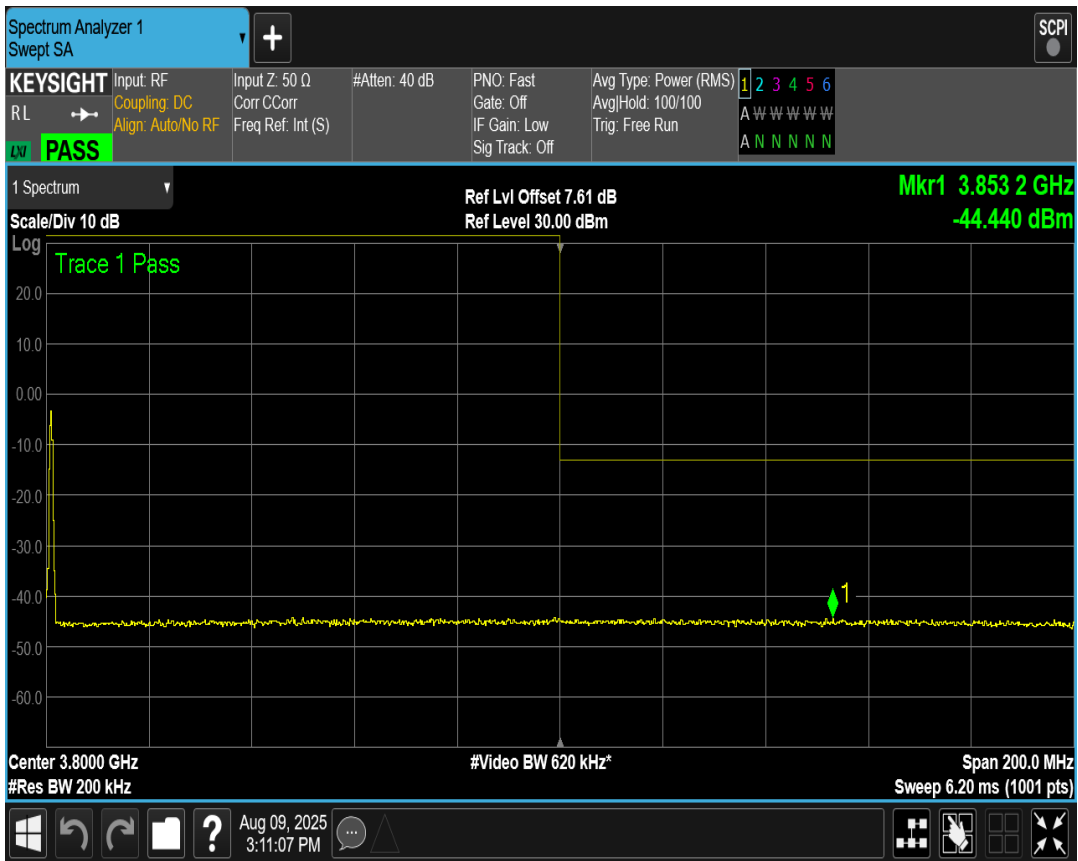 Spectrum Analyzer 1
Swept SA
+
SCPI
KEYSIGHT
R L
LXI PASS
Input: RF
Coupling: DC
Align: Auto/No RF
Input Z: 50 Ω
Corr CCorr
Freq Ref: Int (S)
#Atten: 40 dB
PNO: Fast
Gate: Off
IF Gain: Low
Sig Track: Off
Avg Type: Power (RMS)
Avg|Hold: 100/100
Trig: Free Run
1 2 3 4 5 6
A W W W W W
A N N N N N
1 Spectrum
Scale/Div 10 dB
Ref Lvl Offset 7.61 dB
Ref Level 30.00 dBm
Mkr1 3.853 2 GHz
-44.440 dBm
Log
Trace 1 Pass
20.0
10.0
0.00
-10.0
-20.0
-30.0
-40.0
1
-50.0
-60.0
Center 3.8000 GHz
#Video BW 620 kHz*
Span 200.0 MHz
#Res BW 200 kHz
Sweep 6.20 ms (1001 pts)
?
Aug 09, 2025
3:11:07 PM